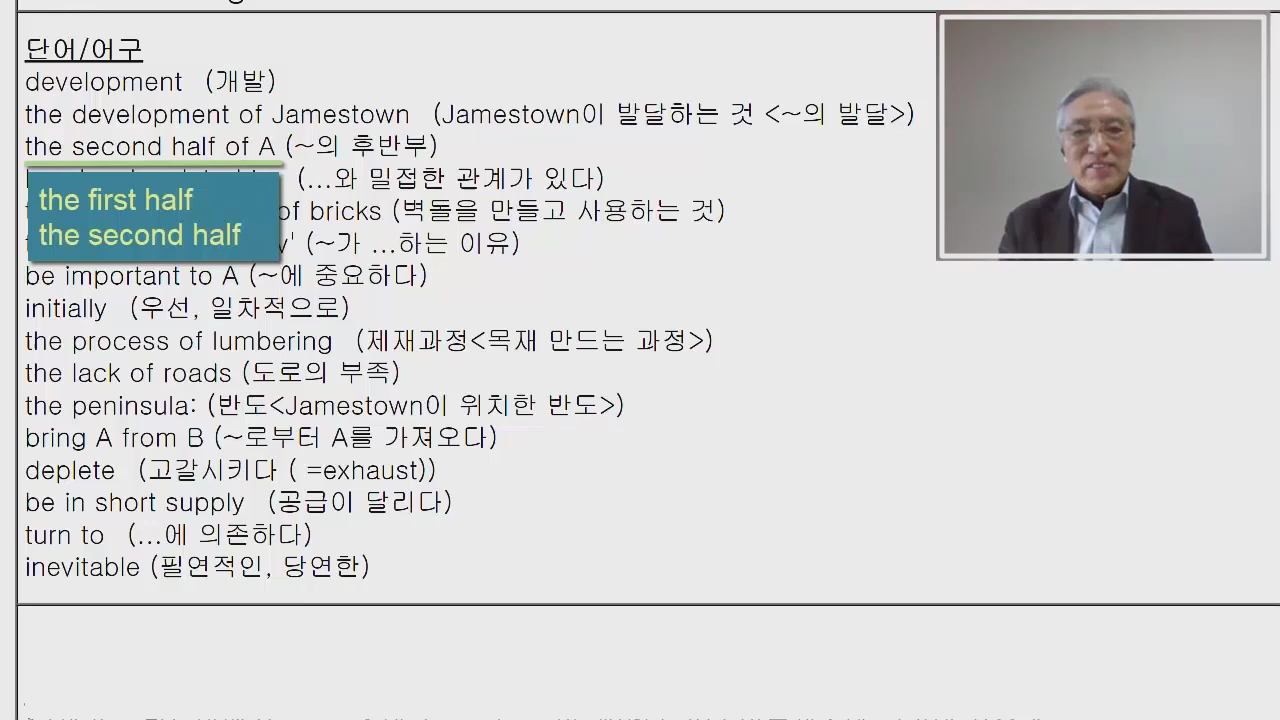 단어/어구
development (개발)
the development of Jamestown (Jamestown이 발달하는 것 <~의 발달>)
the second half of A (~의 후반부)
(...와 밀접한 관계가 있다)
the first half
the second half
of bricks (벽돌을 만들고 사용하는 것)
' (~가 ...하는 이유)
be important to A (~에 중요하다)
initially (우선, 일차적으로)
the process of lumbering (제재과정<목재 만드는 과정>)
the lack of roads (도로의 부족)
the peninsula: (반도<Jamestown이 위치한 반도>)
bring A from B (~로부터 A를 가져오다)
deplete (고갈시키다 ( =exhaust))
be in short supply (공급이 달리다)
turn to (...에 의존하다)
inevitable (필연적인, 당연한)